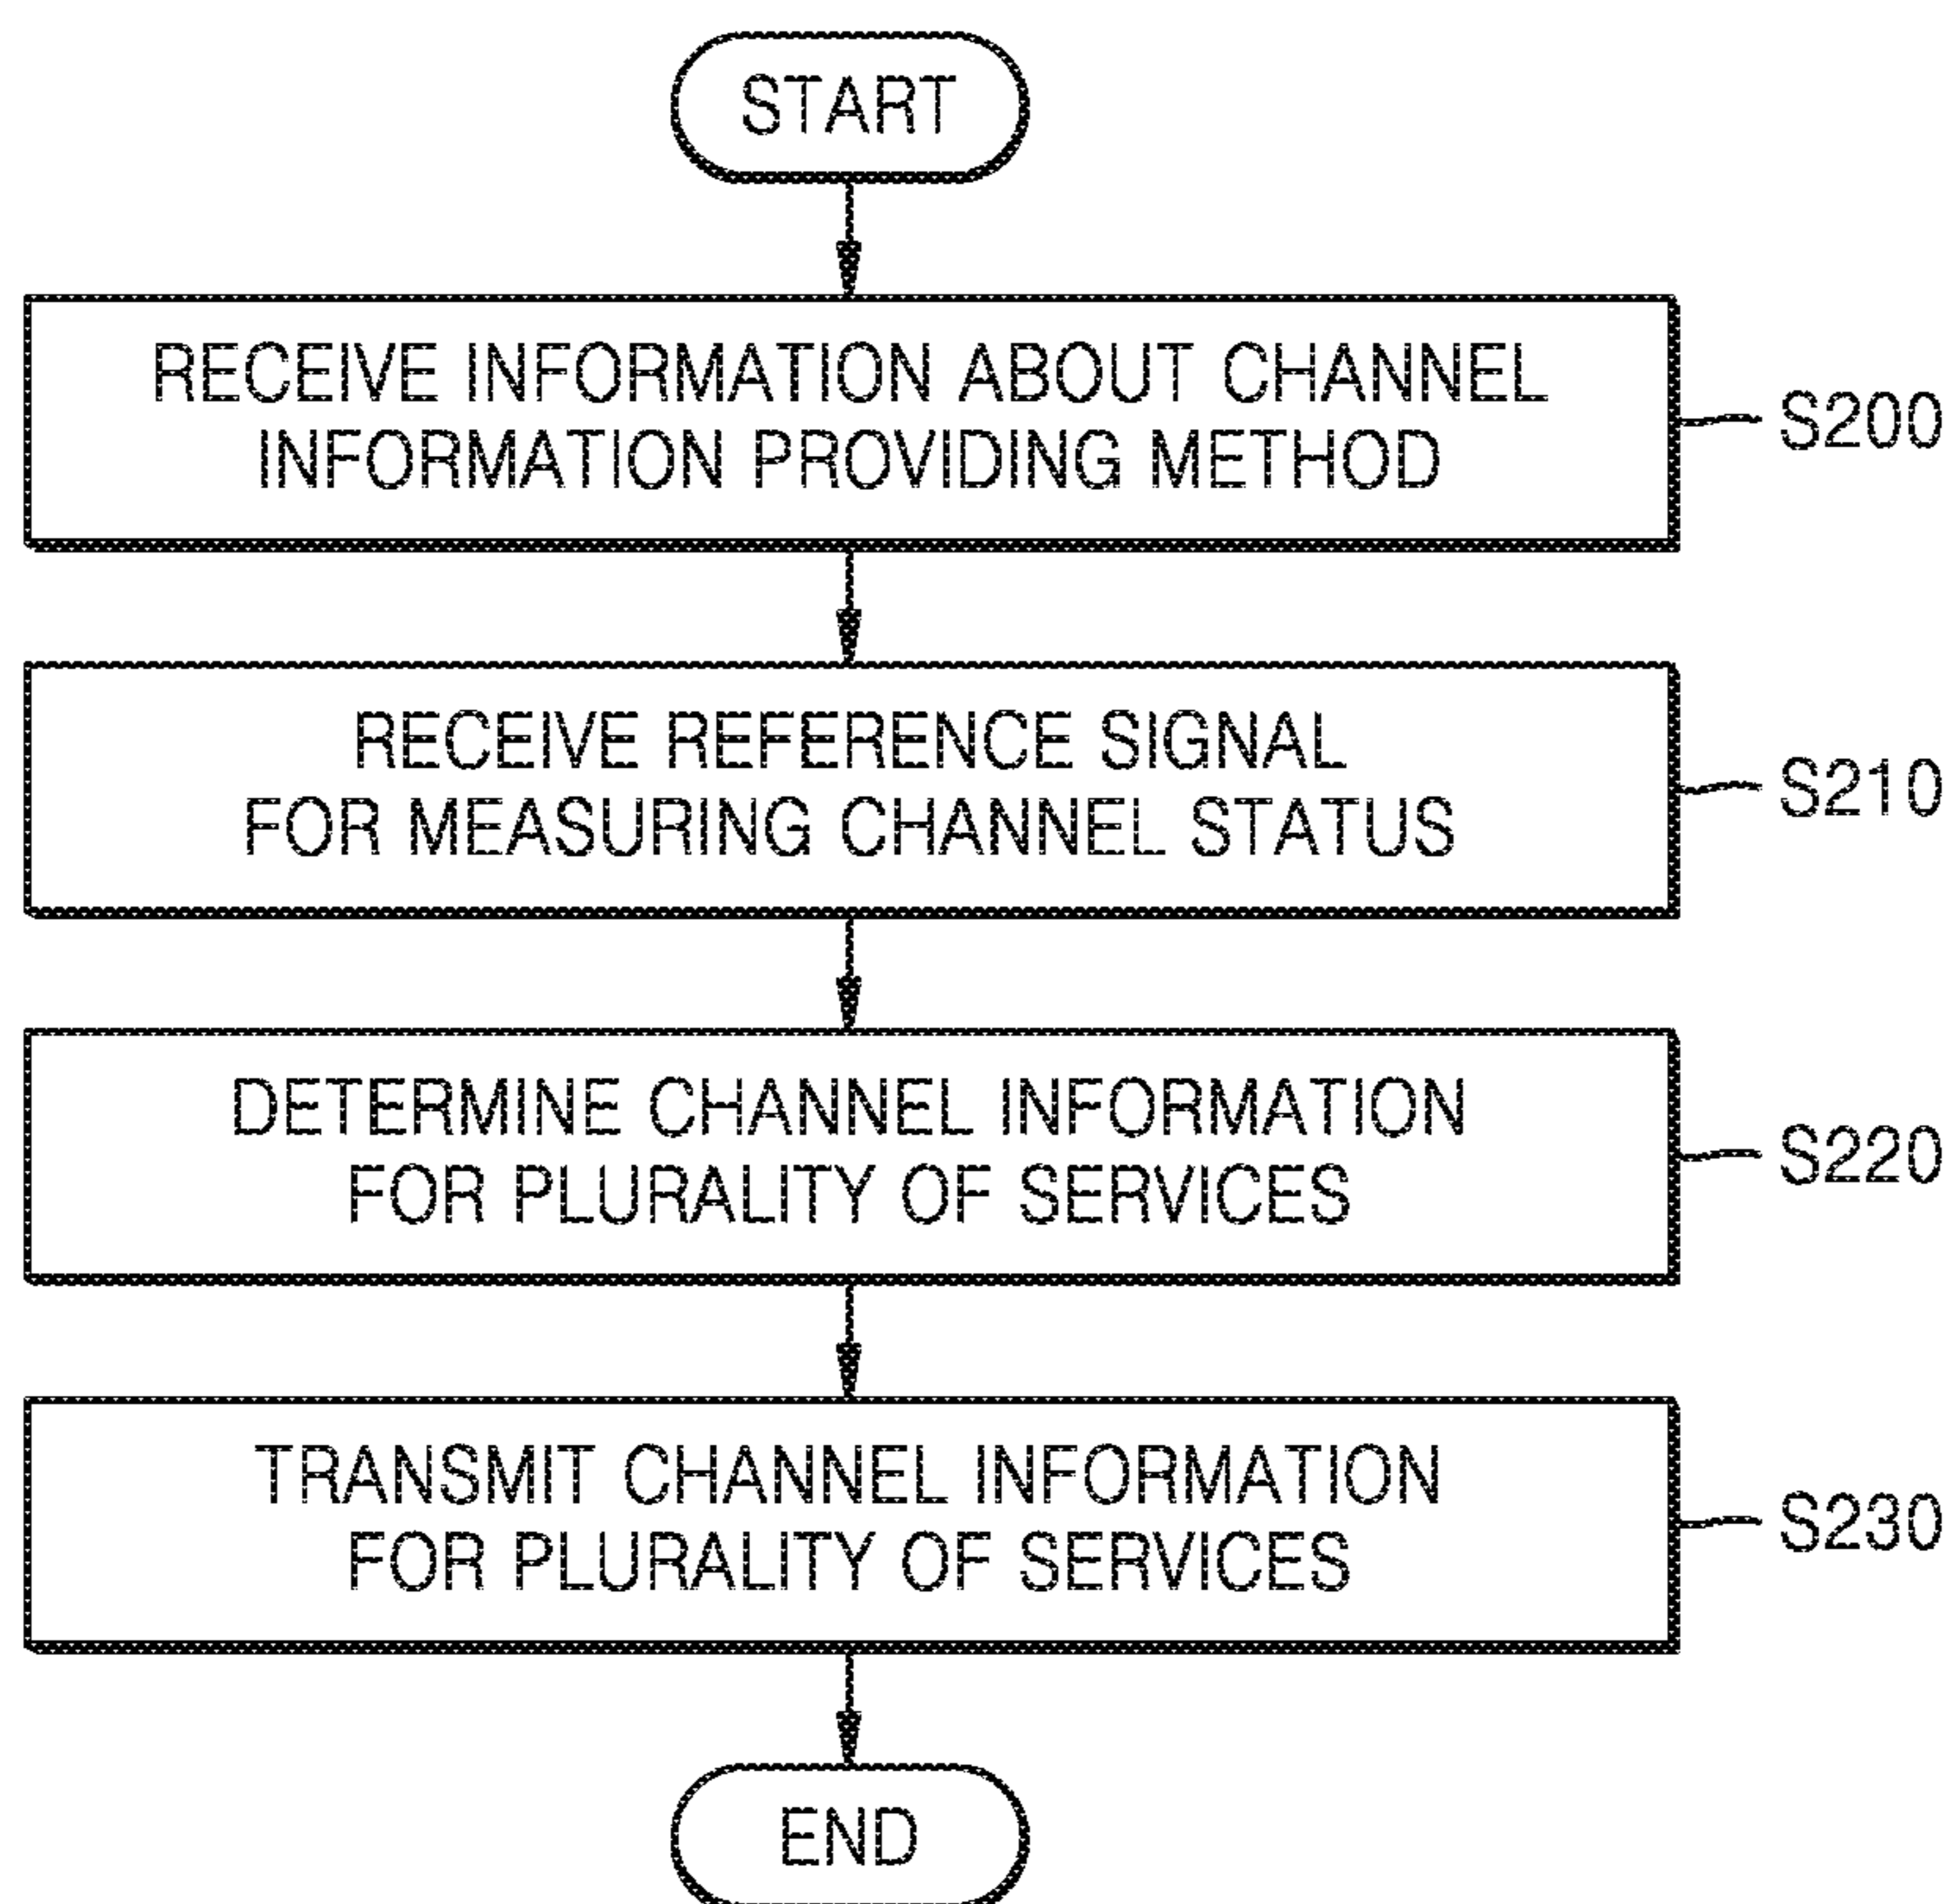 START
RECEIVE INFORMATION ABOUT CHANNEL
INFORMATION PROVIDING METHOD
S200
RECEIVE REFERENCE SIGNAL
FOR MEASURING CHANNEL STATUS
S210
DETERMINE CHANNEL INFORMATION
FOR PLURALITY OF SERVICES
S220
TRANSMIT CHANNEL INFORMATION
FOR PLURALITY OF SERVICES
S230
END